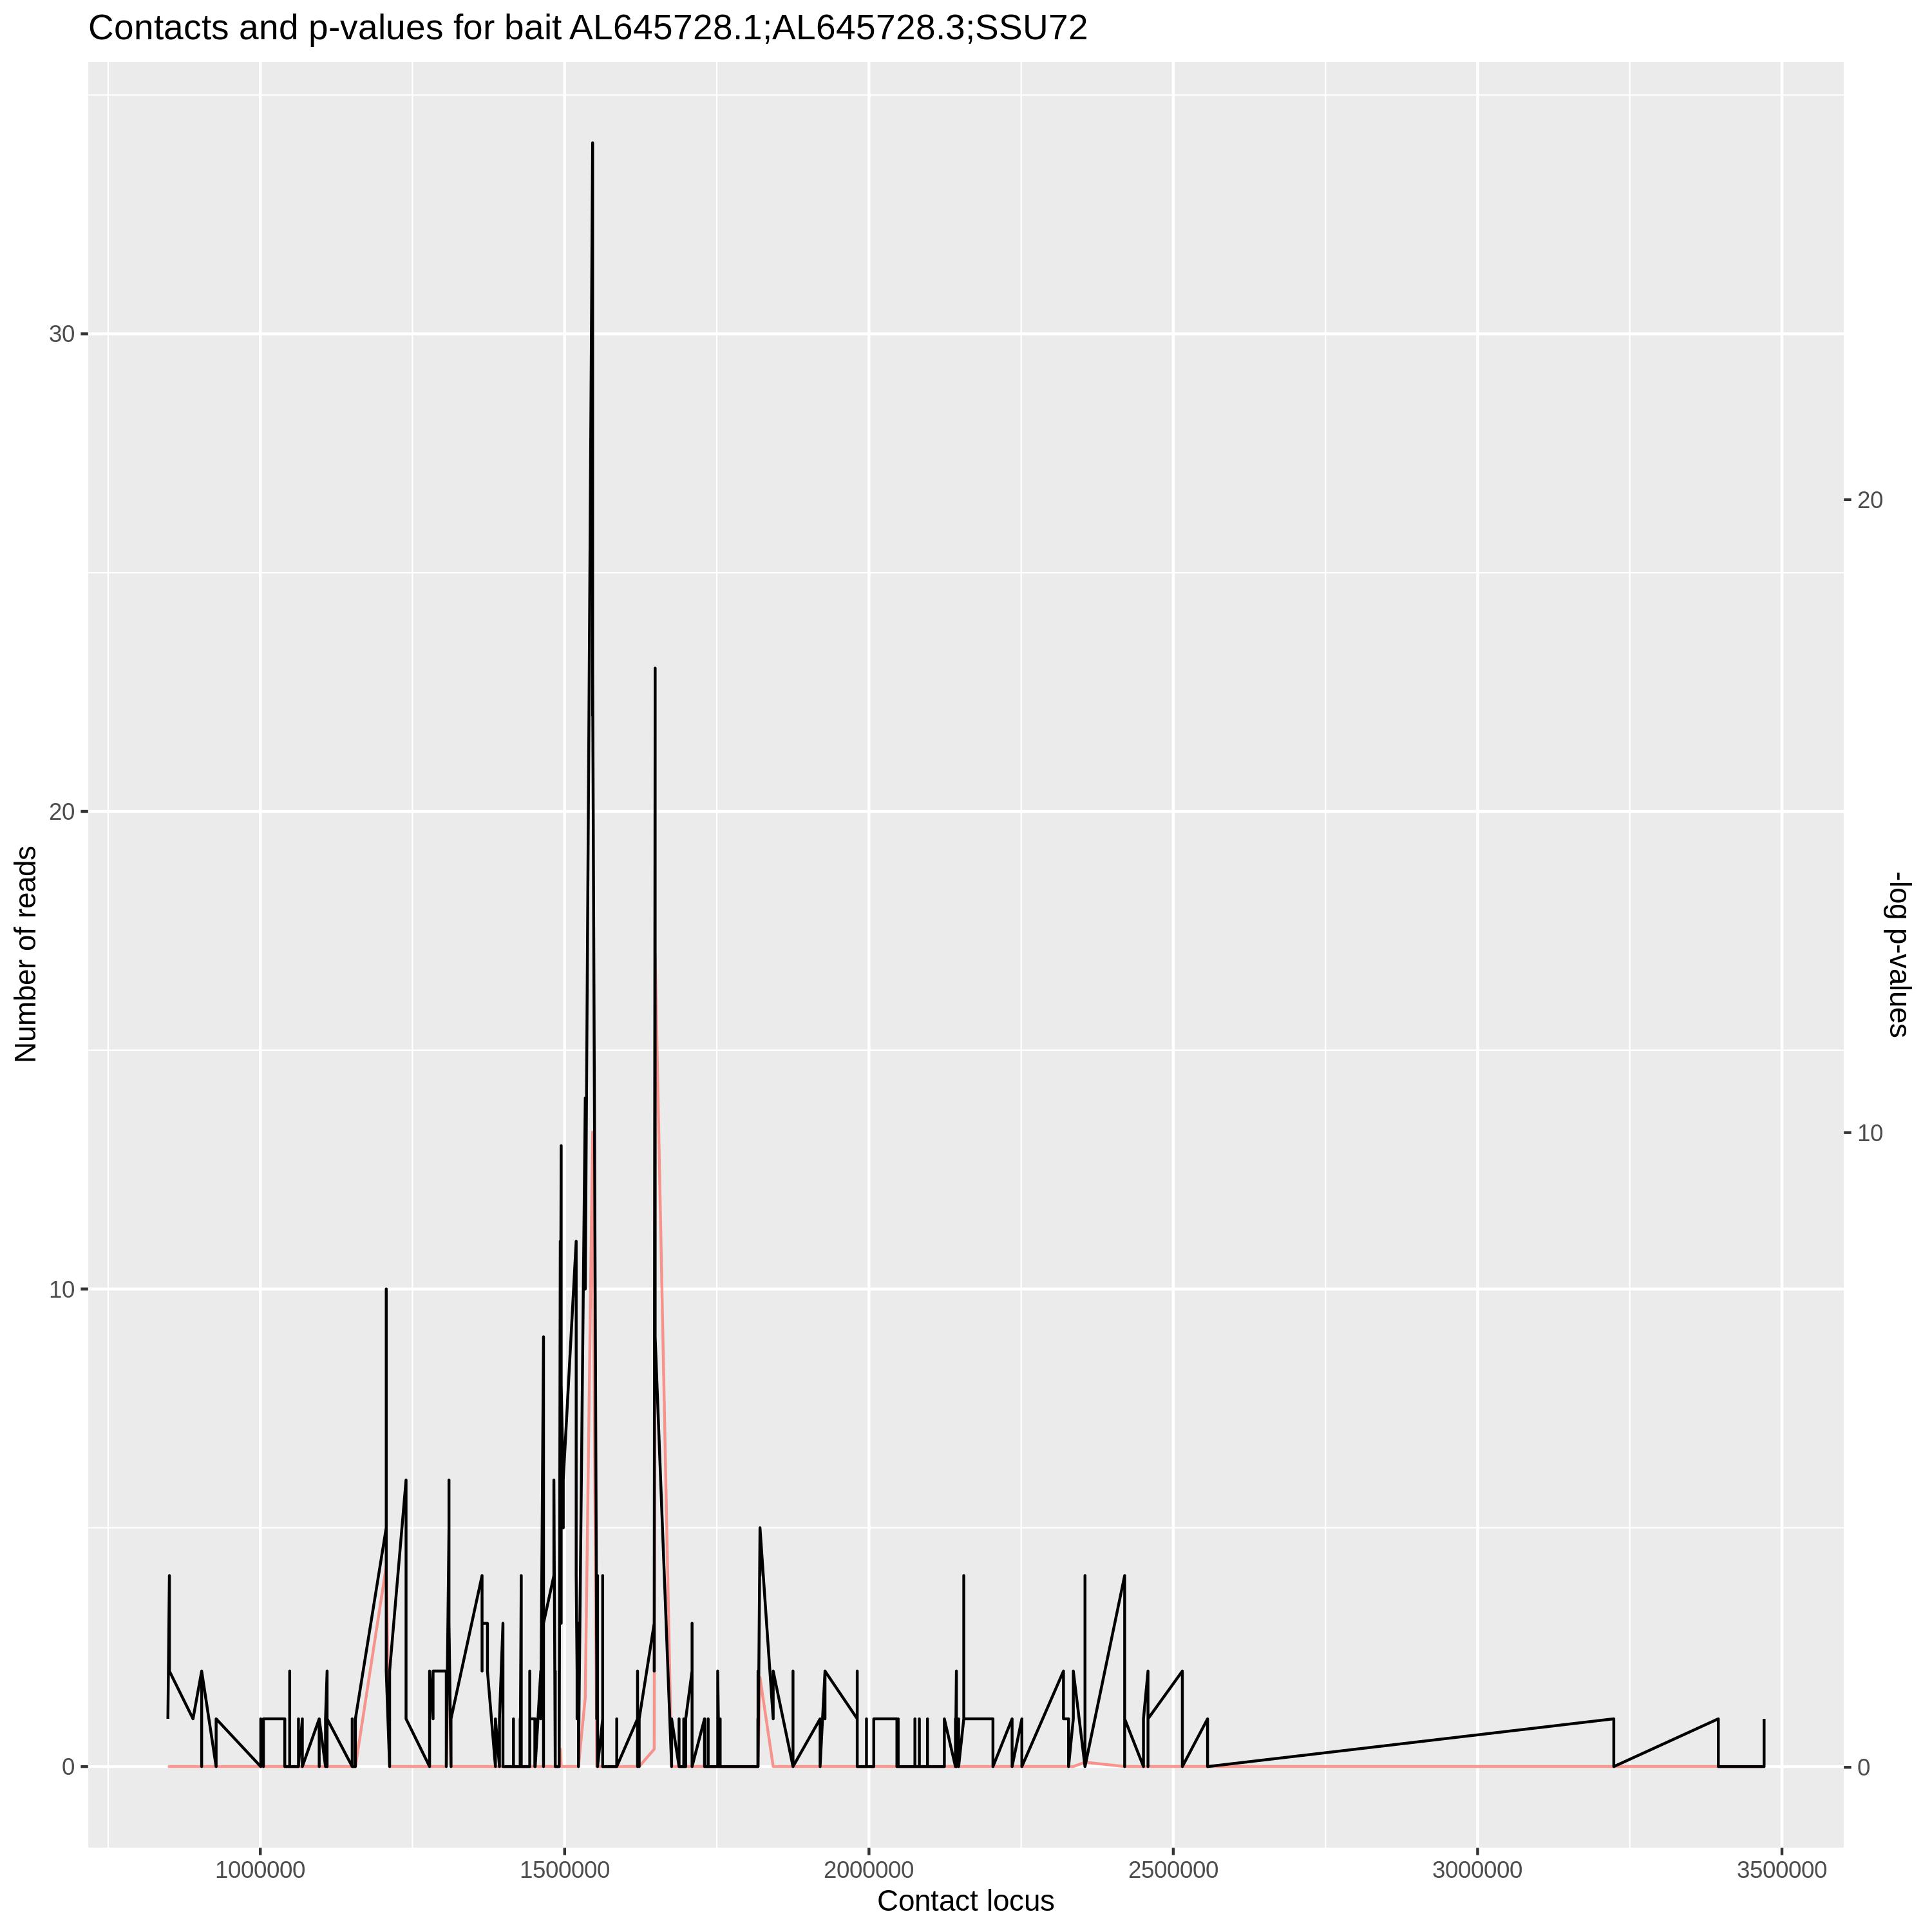 Contacts and p-values for bait AL645728.1;AL645728.3;SSU72
30
20
10
0
Number of reads
20
10
0
-log p-values
1000000 1500000 2000000 2500000 3000000 3500000
Contact locus